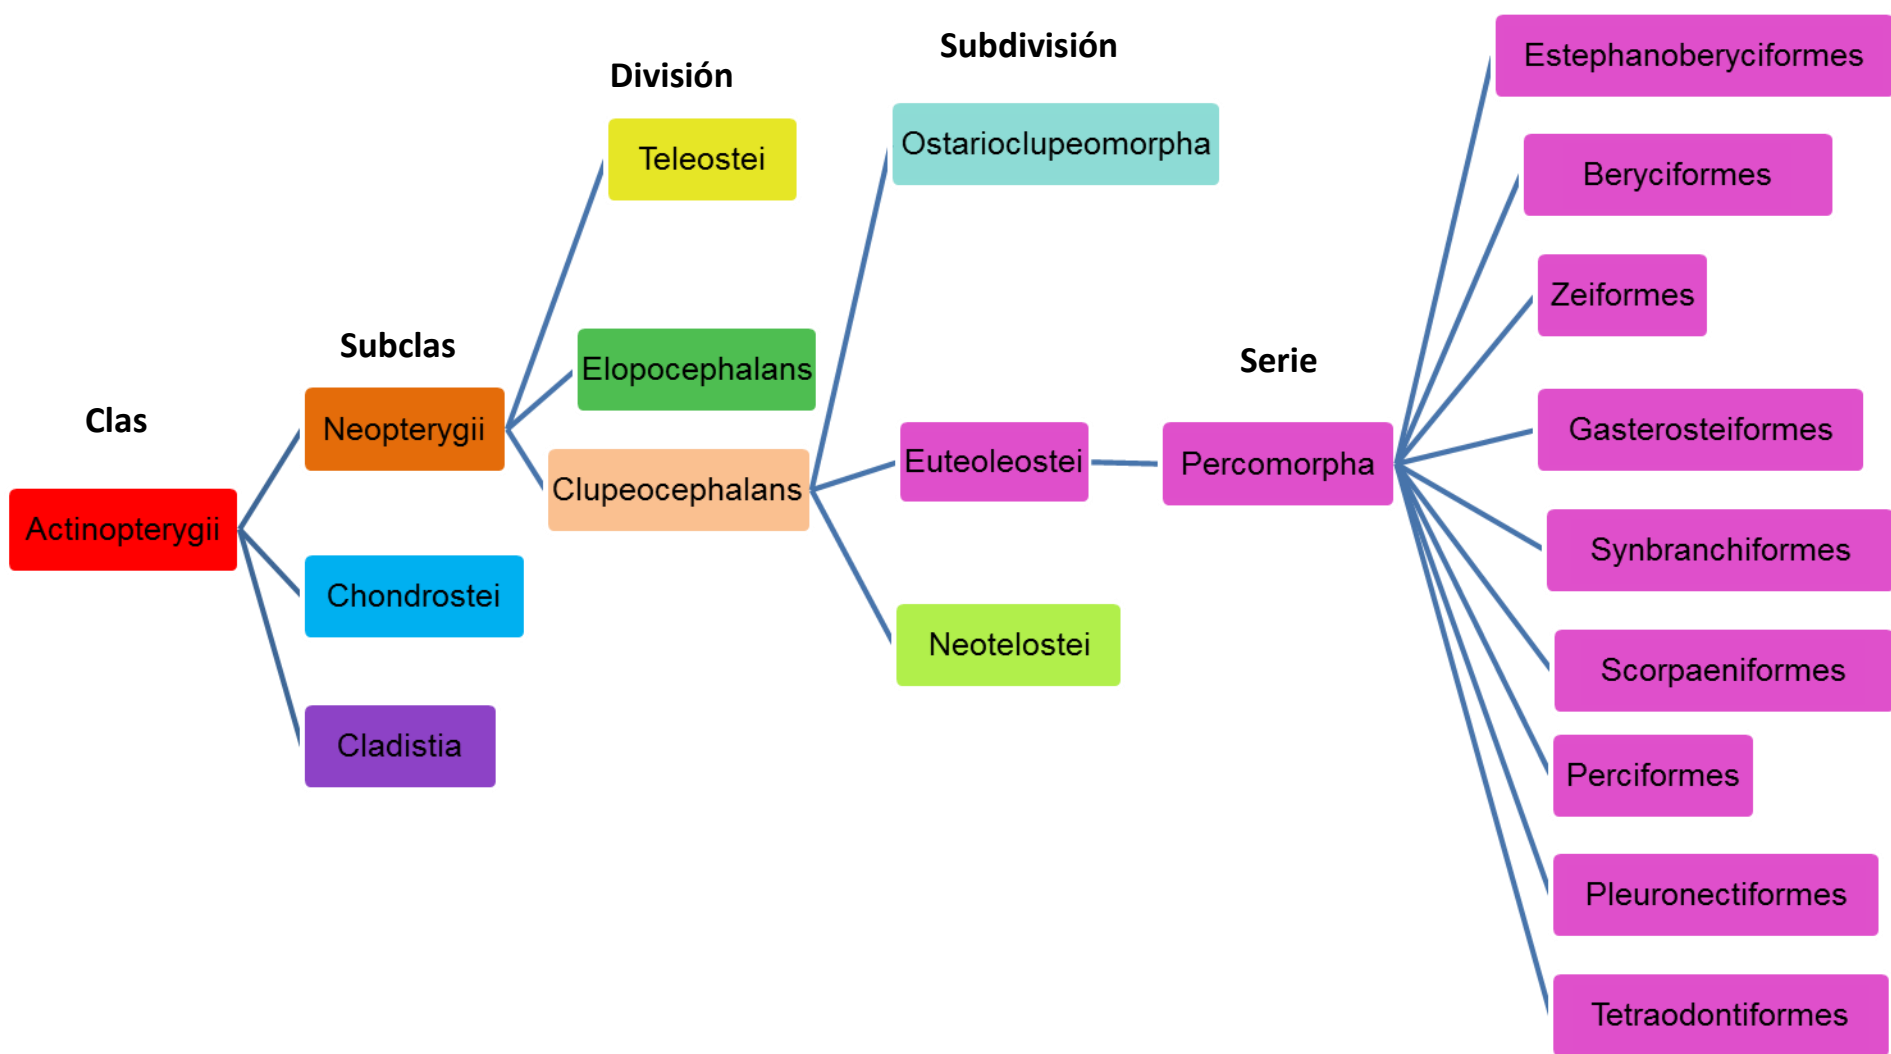 Clas
Actinopterygii
Subclas
Neopterygii
Chondrostei
Cladistia
División
Teleostei
Elopocephalans
Clupeocephalans
Subdivisión
Ostarioclupeomorpha
Euteoleostei
Neotelostei
Serie
Percomorpha
Estephanoberyciformes
Beryciformes
Zeiformes
Gasterosteiformes
Synbranchiformes
Scorpaeniformes
Perciformes
Pleuronectiformes
Tetraodontiformes